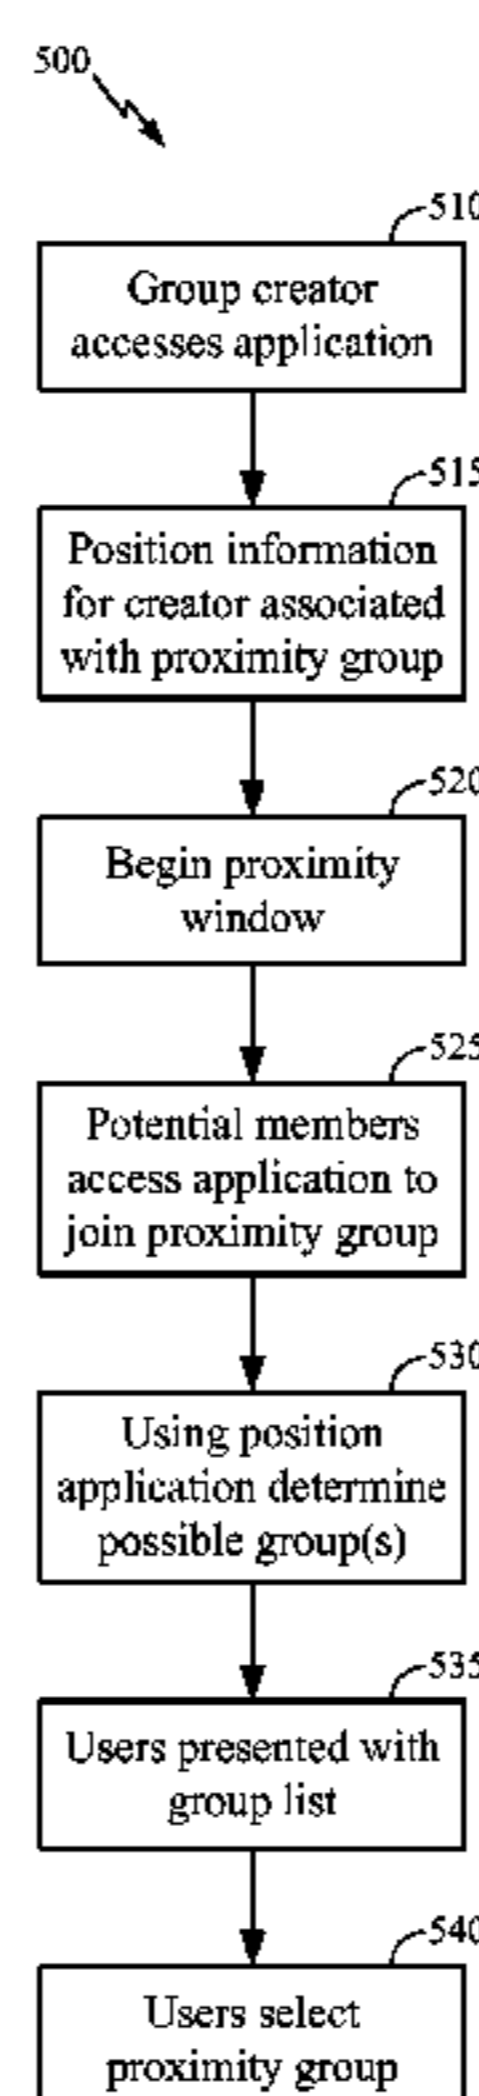 500
510
Group creator
accesses application
515
Position information
for creator associated
with proximity group
520
Begin proximity
window
525
Potential members
access application to
join proximity group
530
Using position
application determine
possible group(s)
535
Users presented with
group list
540
Users select
proximity group